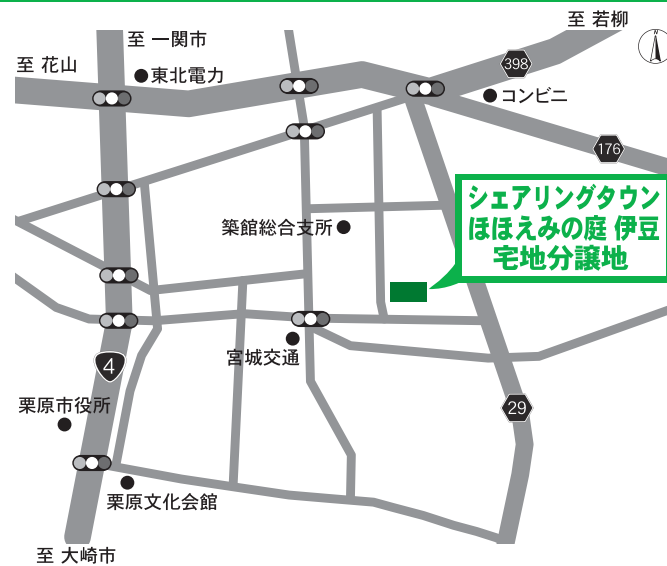 至 若柳
至 一関市
N
至 花山
東北電力
398
コンビニ
176
シェアリングタウン
ほほえみの庭 伊豆
宅地分譲地
築館総合支所
宮城交通
4
栗原市役所
29
栗原文化会館
至 大崎市